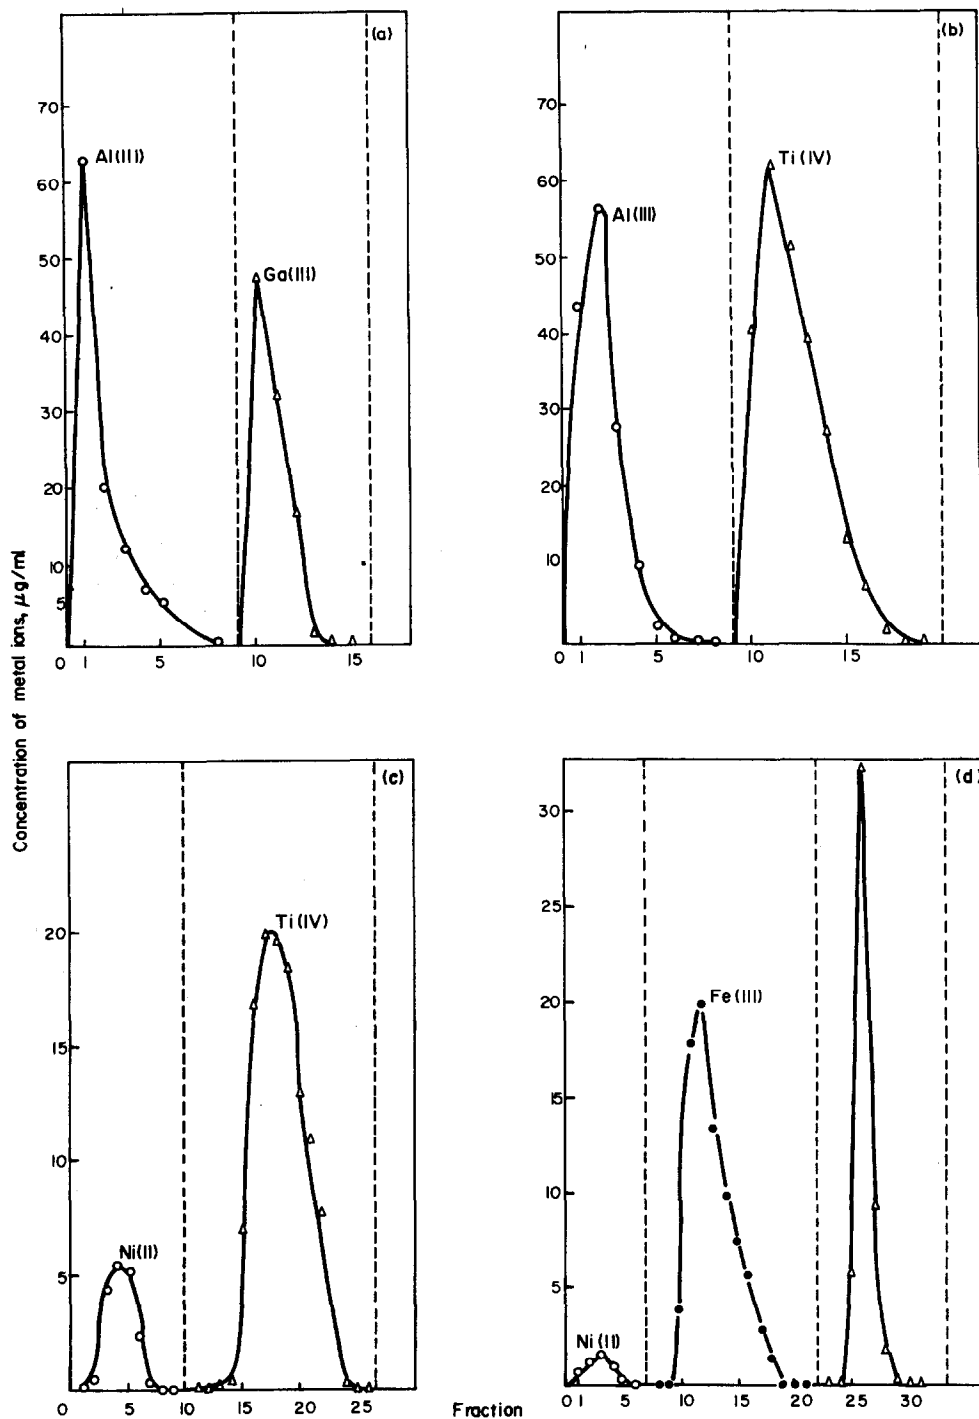 (a)
70
60
50
40
30
20
10
5
Al(III)
Ga(III)
0 1 5 10 15
(b)
70
60
50
40
30
20
10
Al(III)
Ti(IV)
0 1 5 10 15
Concentration of metal ions, μg/ml
(c)
20
15
10
5
Ni(II)
Ti(IV)
0 5 10 15 20 25
(d)
30
25
20
15
10
5
Ni(II)
Fe(III)
0 1 5 10 15 20 25 30
Fraction